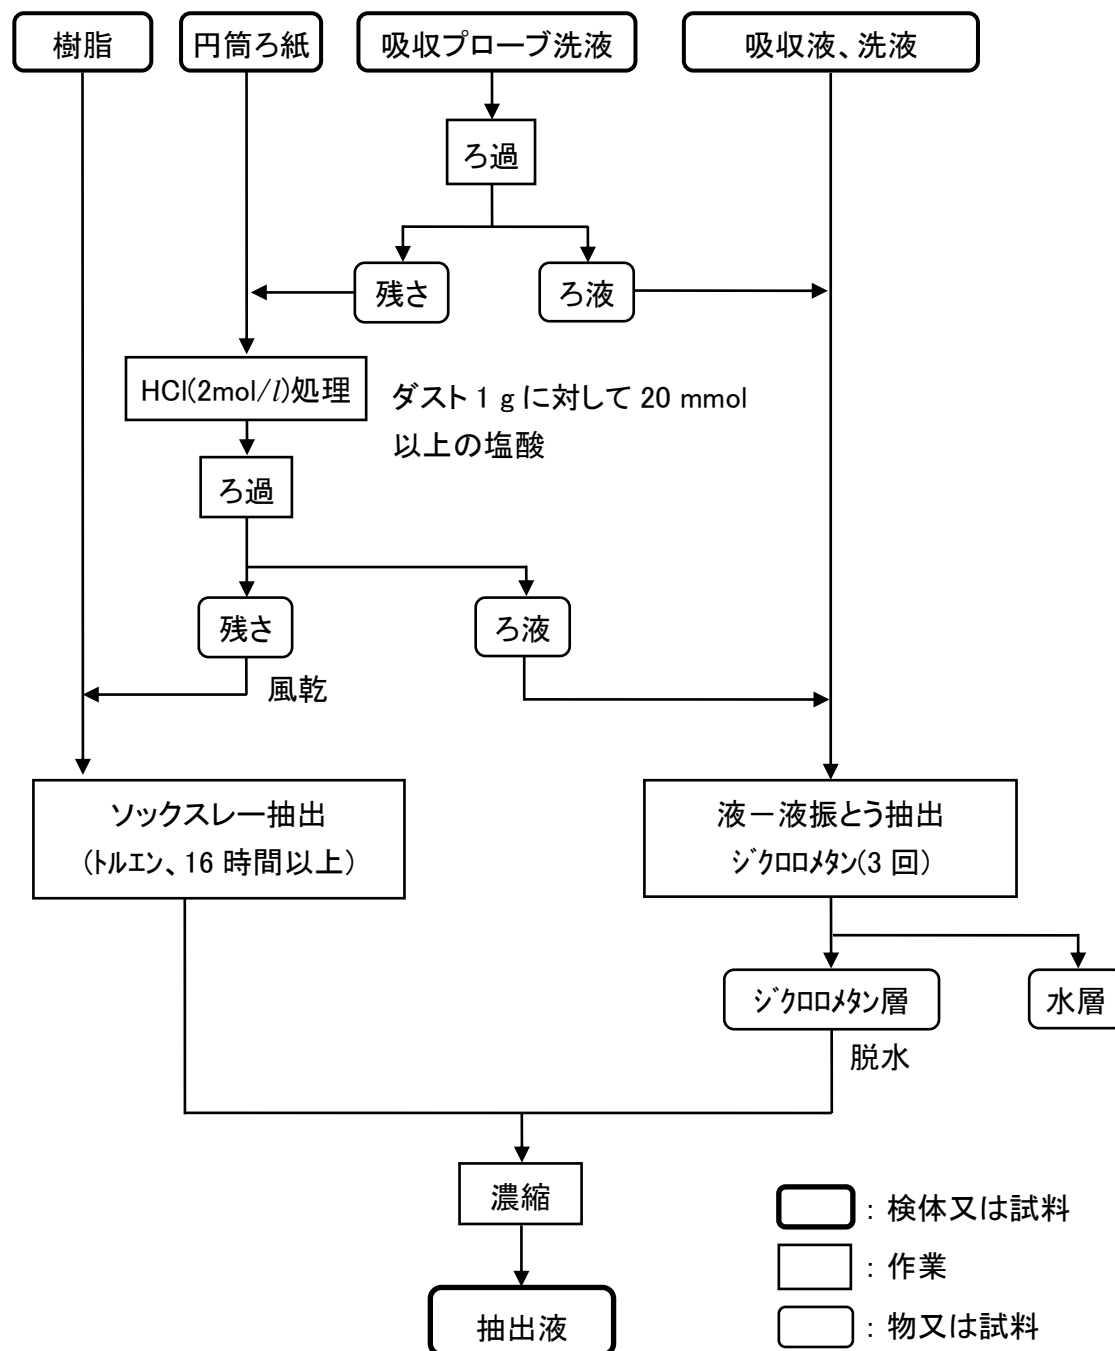 樹脂
円筒ろ紙
吸収プローブ洗液
吸収液、洗液
ろ過
残さ
ろ液
HCl(2mol/l)処理
ダスト 1 g に対して 20 mmol
以上の塩酸
ろ過
残さ
ろ液
風乾
ソックスレー抽出
(ﾄﾙｴﾝ、16 時間以上)
液－液振とう抽出
ｼﾞｸﾛﾛﾒﾀﾝ(3 回)
ｼﾞｸﾛﾛﾒﾀﾝ層
水層
脱水
濃縮
抽出液
：検体又は試料
：作業
：物又は試料